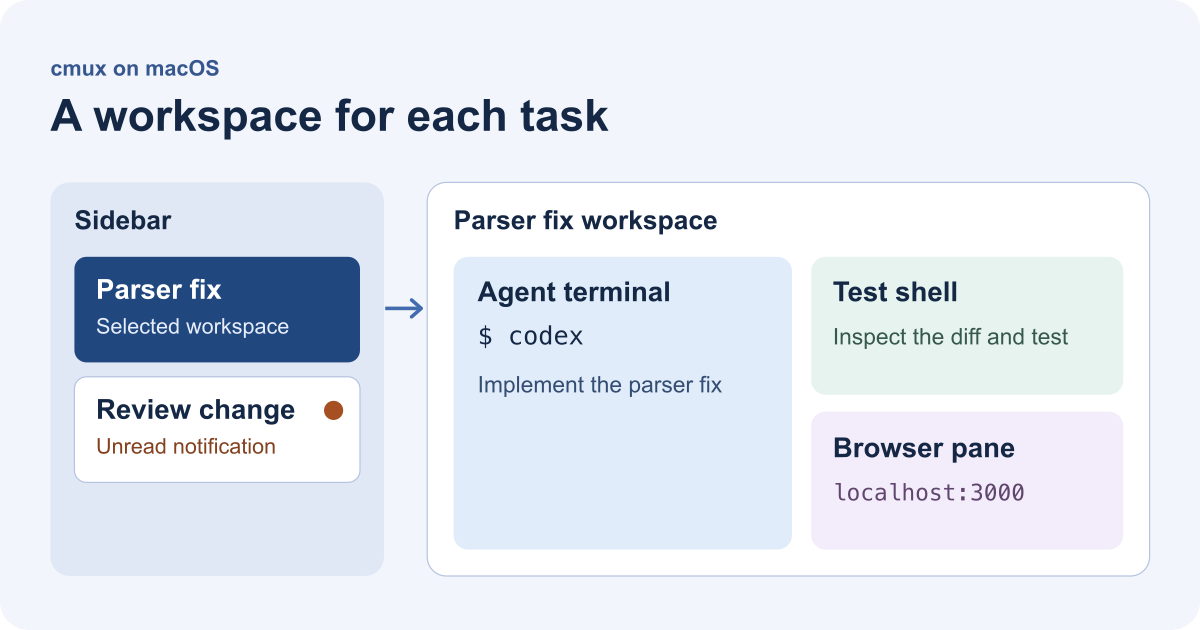 cmux on macOS
A workspace for each task
Sidebar
Parser fix
Selected workspace
Review change
Unread notification
Parser fix workspace
Agent terminal
$ codex
Implement the parser fix
Test shell
Inspect the diff and test
Browser pane
localhost:3000